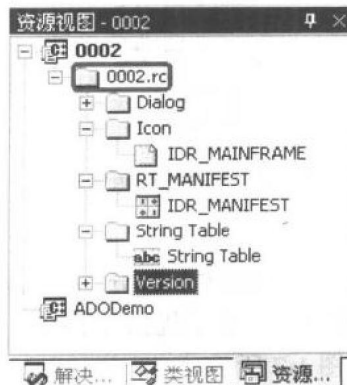 资源视图 - 0002
0002
0002.rc
Dialog
Icon
IDR_MAINFRAME
RT_MANIFEST
IDR_MANIFEST
String Table
abc String Table
Version
ADODemo
解决... 类视图 资源...